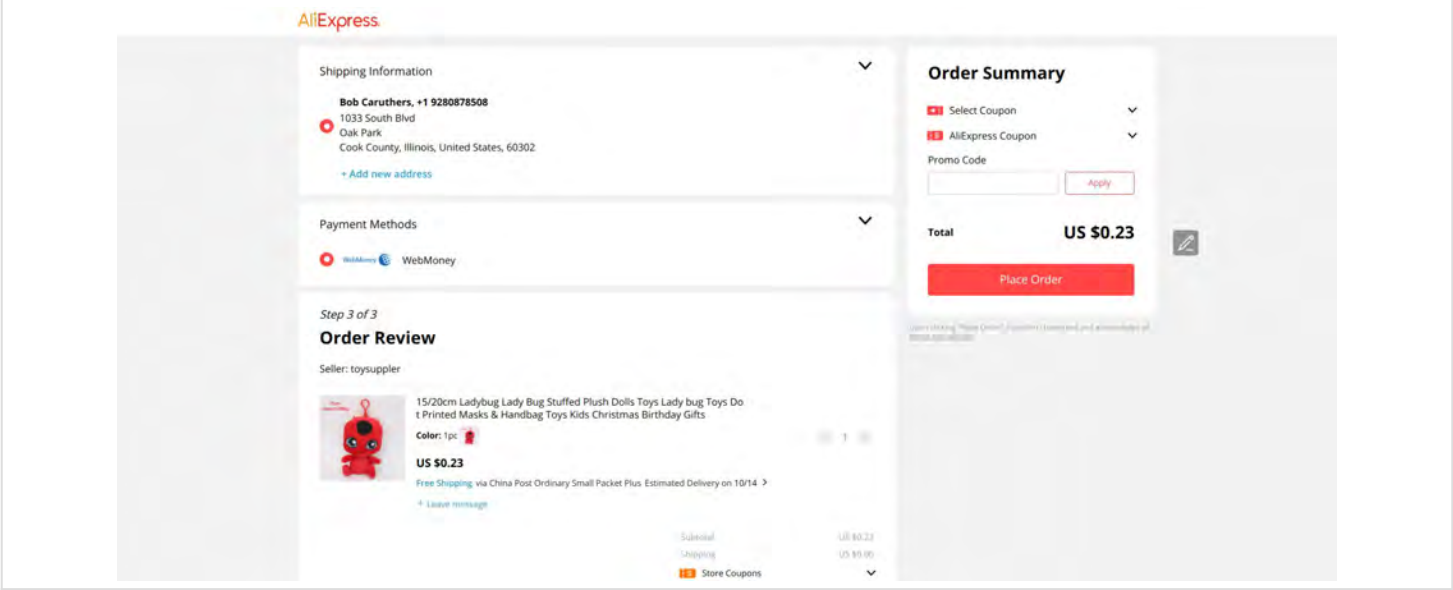 AliExpress
Shipping Information
Bob Caruthers, +1 9280878508
1033 South Blvd
Oak Park
Cook County, Illinois, United States, 60302
+ Add new address
Payment Methods
WebMoney WebMoney
Step 3 of 3
Order Review
Seller: toysuppler
15/20cm Ladybug Lady Bug Stuffed Plush Dolls Toys Lady bug Toys Do
t Printed Masks & Handbag Toys Kids Christmas Birthday Gifts
Color: 1pc
1
US $0.23
Free Shipping via China Post Ordinary Small Packet Plus Estimated Delivery on 10/14
+ Leave message
Subtotal US $0.23
Shipping US $0.00
Store Coupons
Order Summary
Select Coupon
AliExpress Coupon
Promo Code
Apply
Total US $0.23
Place Order